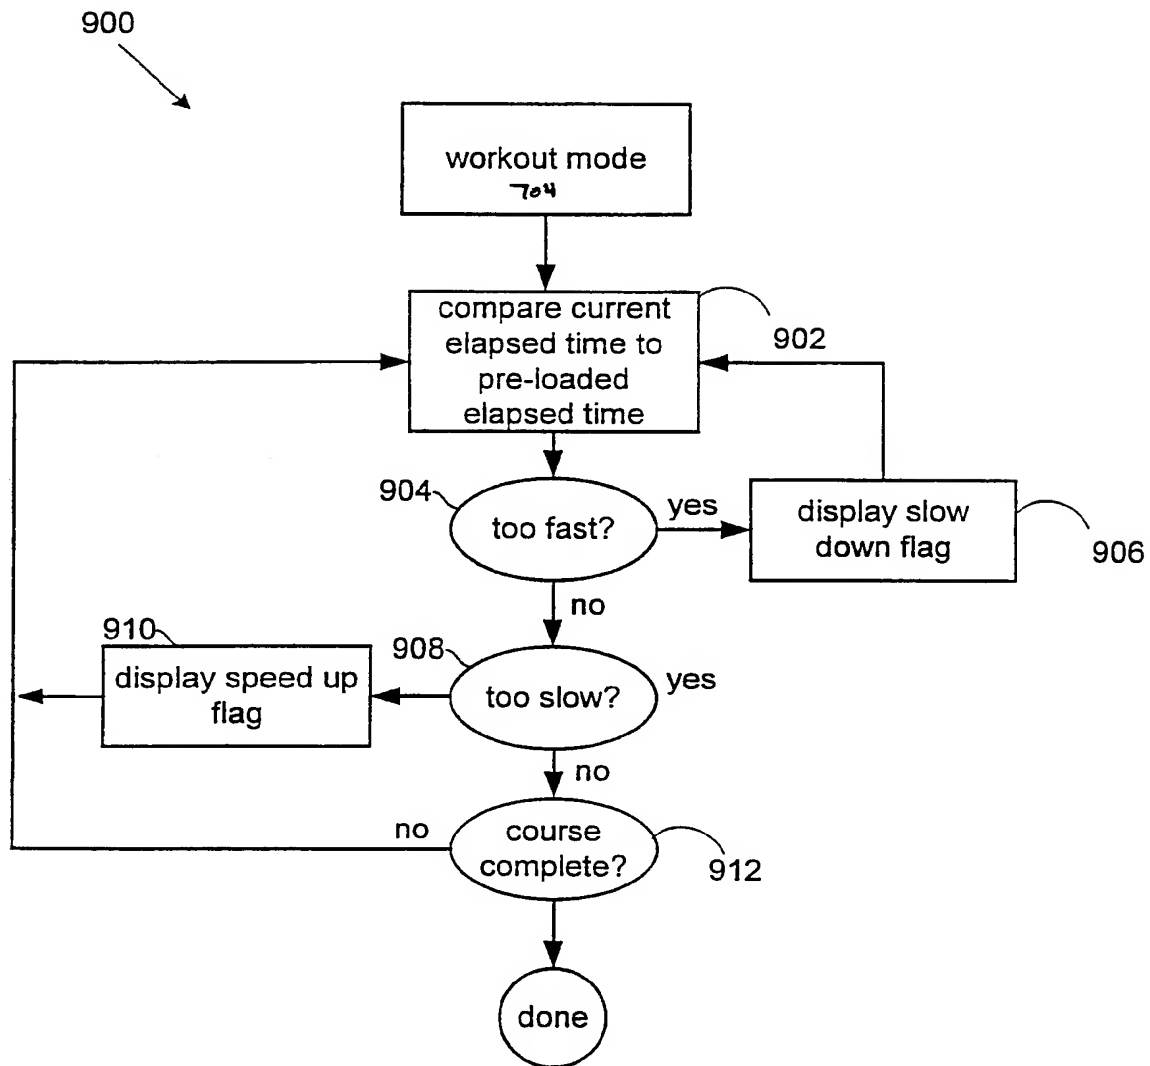 900
workout mode
704
compare current
elapsed time to
pre-loaded
elapsed time
902
904
too fast?
yes
display slow
down flag
906
no
910
display speed up
flag
908
too slow?
yes
no
no
course
complete?
912
done